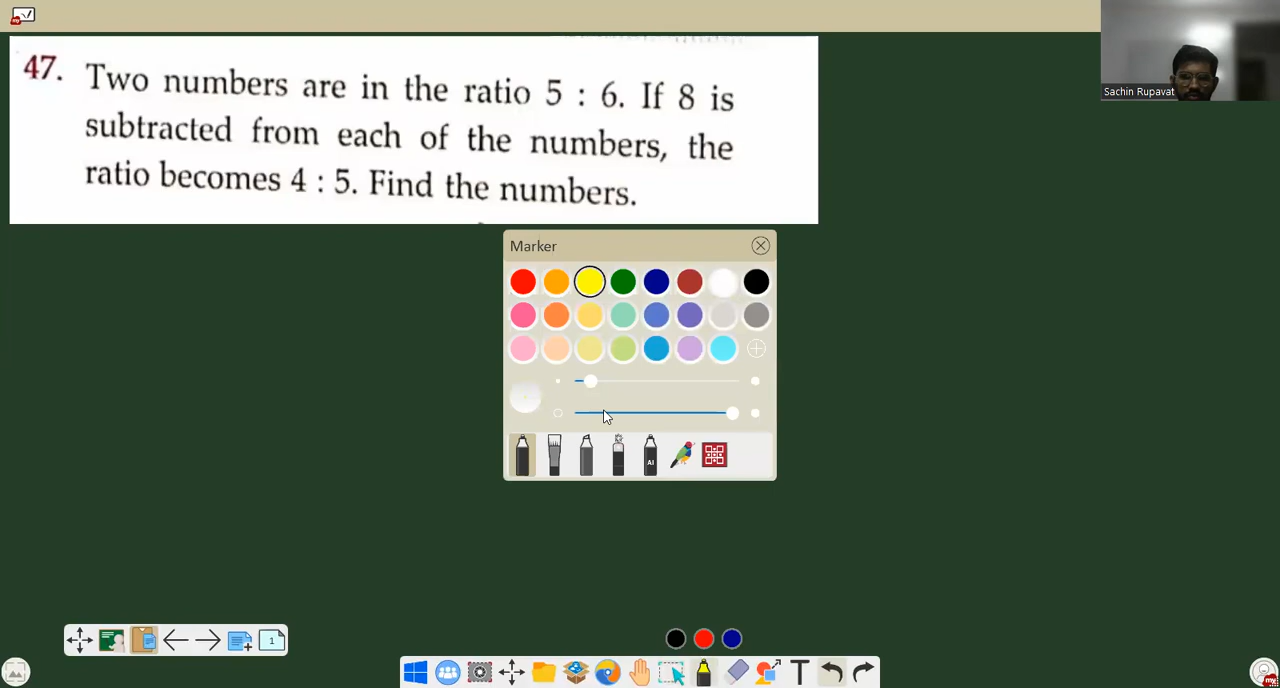 47. Two numbers are in the ratio 5 : 6. If 8 is
subtracted from each of the numbers, the
ratio becomes 4 : 5. Find the numbers.
Sachin Rupavat
Marker
AI
1
T